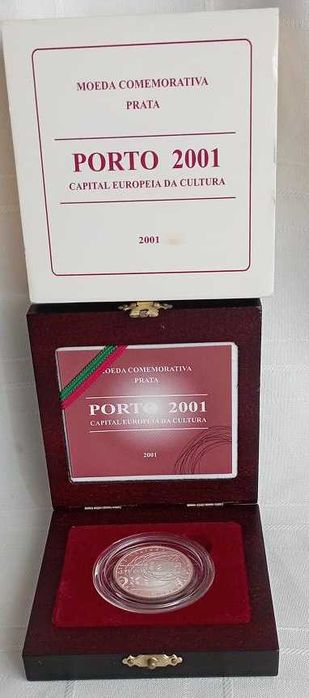 MOEDA COMEMORATIVA
PRATA
PORTO 2001
CAPITAL EUROPEIA DA CULTURA
2001
MOEDA COMEMORATIVA
PRATA
PORTO 2001
CAPITAL EUROPEIA DA CULTURA
2001